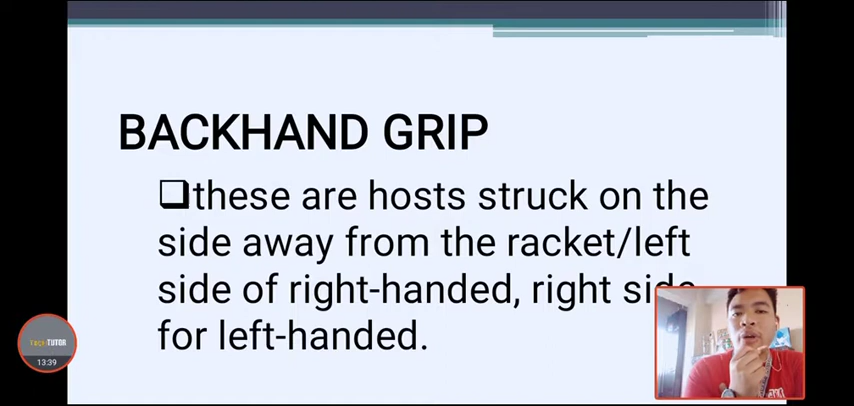 BACKHAND GRIP
❑these are hosts struck on the
side away from the racket/left
side of right-handed, right side
for left-handed.
TechTUTOR
13:39